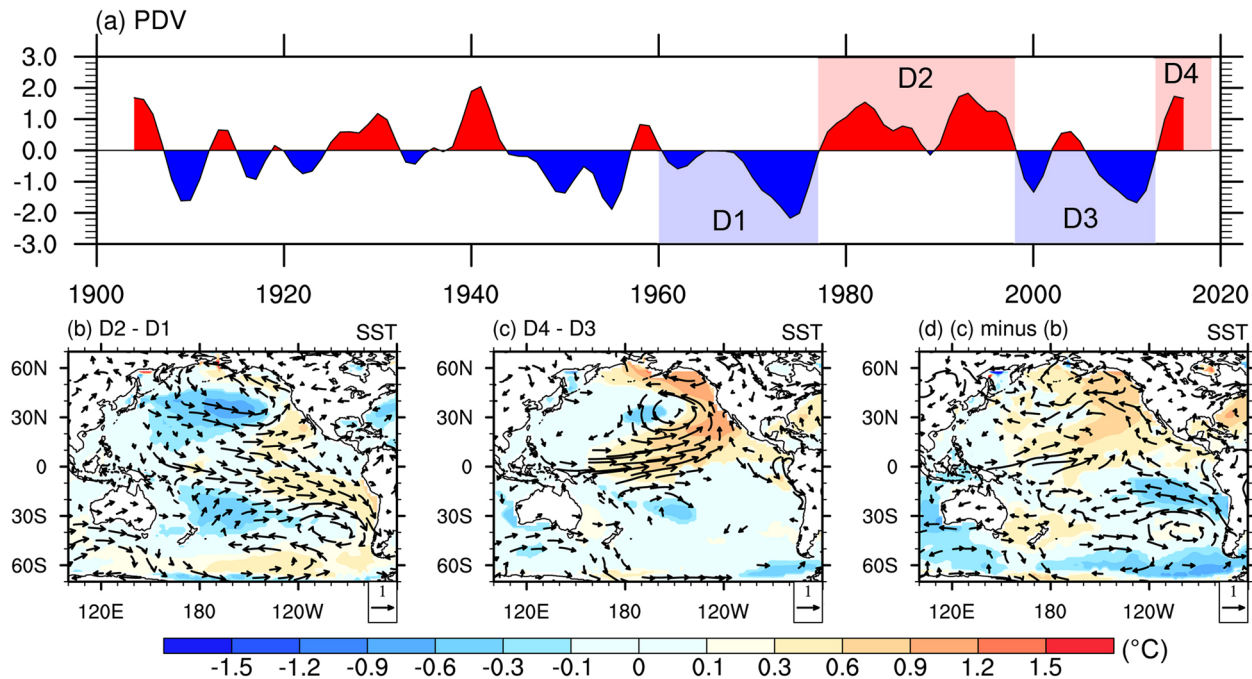 (a) PDV
3.0
2.0
1.0
0.0
-1.0
-2.0
-3.0
D1
D2
D3
D4
1900 1920 1940 1960 1980 2000 2020
(b) D2 - D1 SST
60N
30N
0
30S
60S
120E 180 120W
1
(c) D4 - D3 SST
60N
30N
0
30S
60S
120E 180 120W
1
(d) (c) minus (b) SST
60N
30N
0
30S
60S
120E 180 120W
1
-1.5 -1.2 -0.9 -0.6 -0.3 -0.1 0 0.1 0.3 0.6 0.9 1.2 1.5 (°C)